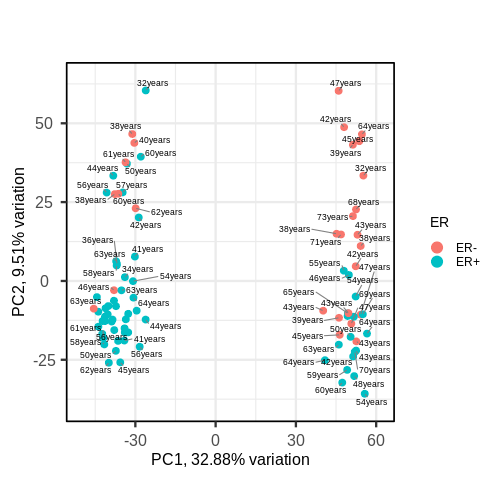 32years
47years
42years
64years
38years
40years
45years
39years
61years
60years
50years
44years
32years
56years
57years
38years
60years
68years
62years
73years
42years
43years
38years
38years
71years
36years
41years
63years
42years
55years
47years
58years
34years
54years
46years
54years
46years
63years
69years
63years
64years
65years
43years
47years
44years
39years
64years
61years
50years
56years
41years
45years
58years
63years
43years
50years
56years
64years
42years
43years
62years
45years
59years
70years
60years
48years
54years
50
25
0
-25
-30
0
30
60
PC1, 32.88% variation
PC2, 9.51% variation
ER
ER-
ER+